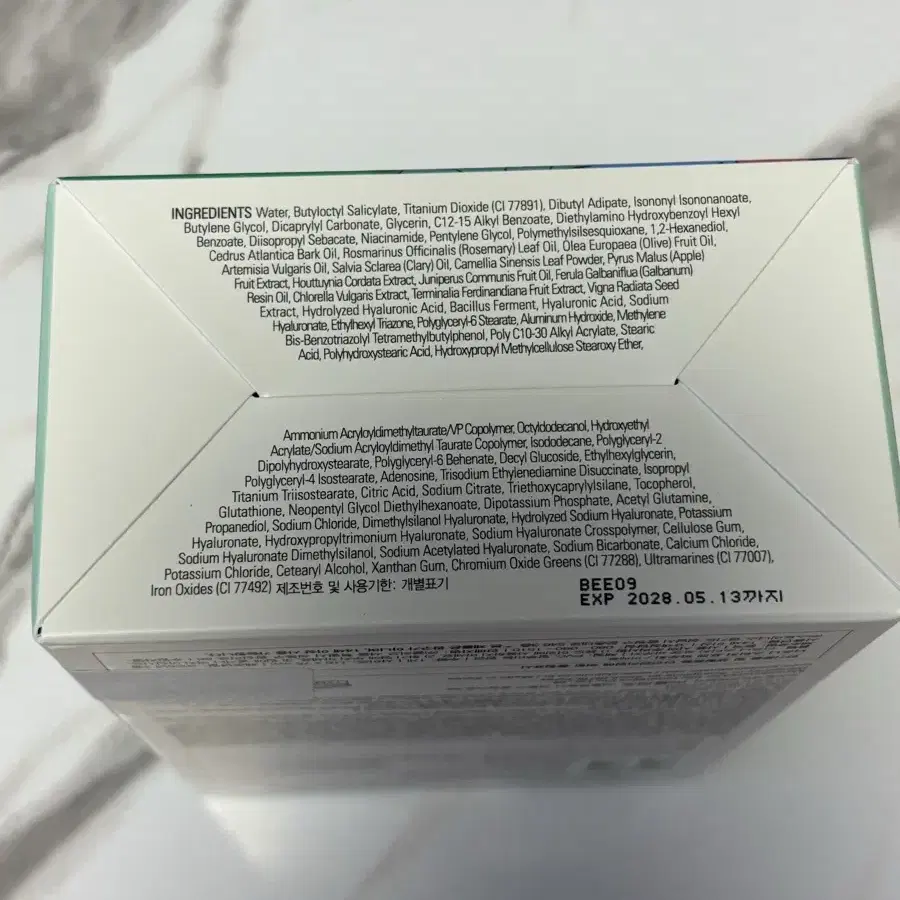 INGREDIENTS Water, Butyloctyl Salicylate, Titanium Dioxide (CI 77891), Dibutyl Adipate, Isononyl Isononanoate,
Butylene Glycol, Dicaprylyl Carbonate, Glycerin, C12-15 Alkyl Benzoate, Diethylamino Hydroxybenzoyl Hexyl
Benzoate, Diisopropyl Sebacate, Niacinamide, Pentylene Glycol, Polymethylsilsesquioxane, 1,2-Hexanediol,
Cedrus Atlantica Bark Oil, Rosmarinus Officinalis (Rosemary) Leaf Oil, Olea Europaea (Olive) Fruit Oil,
Artemisia Vulgaris Oil, Salvia Sclarea (Clary) Oil, Camellia Sinensis Leaf Powder, Pyrus Malus (Apple)
Fruit Extract, Houttuynia Cordata Extract, Juniperus Communis Fruit Oil, Ferula Galbaniflua (Galbanum)
Resin Oil, Chlorella Vulgaris Extract, Terminalia Ferdinandiana Fruit Extract, Vigna Radiata Seed
Extract, Hydrolyzed Hyaluronic Acid, Bacillus Ferment, Hyaluronic Acid, Sodium
Hyaluronate, Ethylhexyl Triazone, Polyglyceryl-6 Stearate, Aluminum Hydroxide, Methylene
Bis-Benzotriazolyl Tetramethylbutylphenol, Poly C10-30 Alkyl Acrylate, Stearic
Acid, Polyhydroxystearic Acid, Hydroxypropyl Methylcellulose Stearoxy Ether,
Ammonium Acryloyldimethyltaurate/VP Copolymer, Octyldodecanol, Hydroxyethyl
Acrylate/Sodium Acryloyldimethyl Taurate Copolymer, Isododecane, Polyglyceryl-2
Dipolyhydroxystearate, Polyglyceryl-6 Behenate, Decyl Glucoside, Ethylhexylglycerin,
Polyglyceryl-4 Isostearate, Adenosine, Trisodium Ethylenediamine Disuccinate, Isopropyl
Titanium Triisostearate, Citric Acid, Sodium Citrate, Triethoxycaprylylsilane, Tocopherol,
Glutathione, Neopentyl Glycol Diethylhexanoate, Dipotassium Phosphate, Acetyl Glutamine,
Propanediol, Sodium Chloride, Dimethylsilanol Hyaluronate, Hydrolyzed Sodium Hyaluronate, Potassium
Hyaluronate, Hydroxypropyltrimonium Hyaluronate, Sodium Hyaluronate Crosspolymer, Cellulose Gum,
Sodium Hyaluronate Dimethylsilanol, Sodium Acetylated Hyaluronate, Sodium Bicarbonate, Calcium Chloride,
Potassium Chloride, Cetearyl Alcohol, Xanthan Gum, Chromium Oxide Greens (CI 77288), Ultramarines (CI 77007),
Iron Oxides (CI 77492) 제조번호 및 사용기한: 개별표기
BEE09
EXP 2028.05.13까지